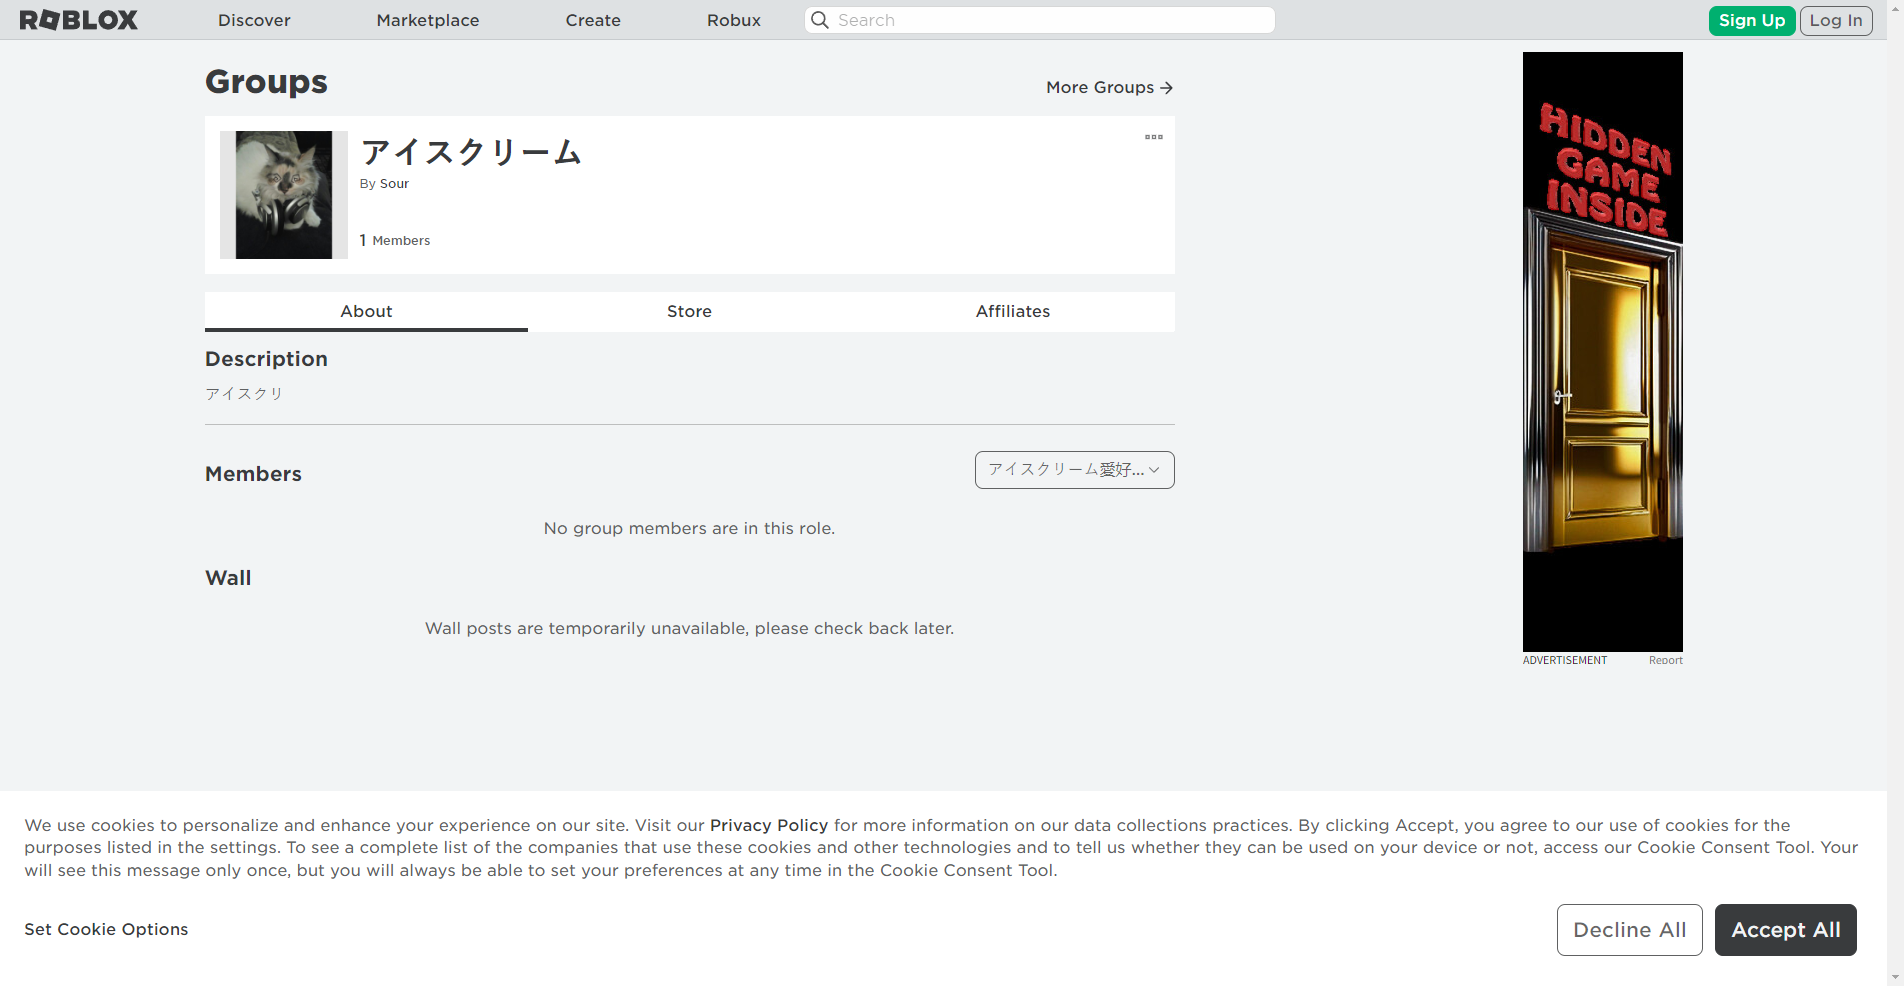 ROBLOX
Discover
Marketplace
Create
Robux
Search
Sign Up
Log In
Groups
More Groups
アイスクリーム
By Sour
1 Members
About
Store
Affiliates
Description
アイスクリ
Members
アイスクリーム愛好...
No group members are in this role.
Wall
Wall posts are temporarily unavailable, please check back later.
HIDDEN
GAME
INSIDE
ADVERTISEMENT
Report
We use cookies to personalize and enhance your experience on our site. Visit our Privacy Policy for more information on our data collections practices. By clicking Accept, you agree to our use of cookies for the
purposes listed in the settings. To see a complete list of the companies that use these cookies and other technologies and to tell us whether they can be used on your device or not, access our Cookie Consent Tool. Your
will see this message only once, but you will always be able to set your preferences at any time in the Cookie Consent Tool.
Set Cookie Options
Decline All
Accept All